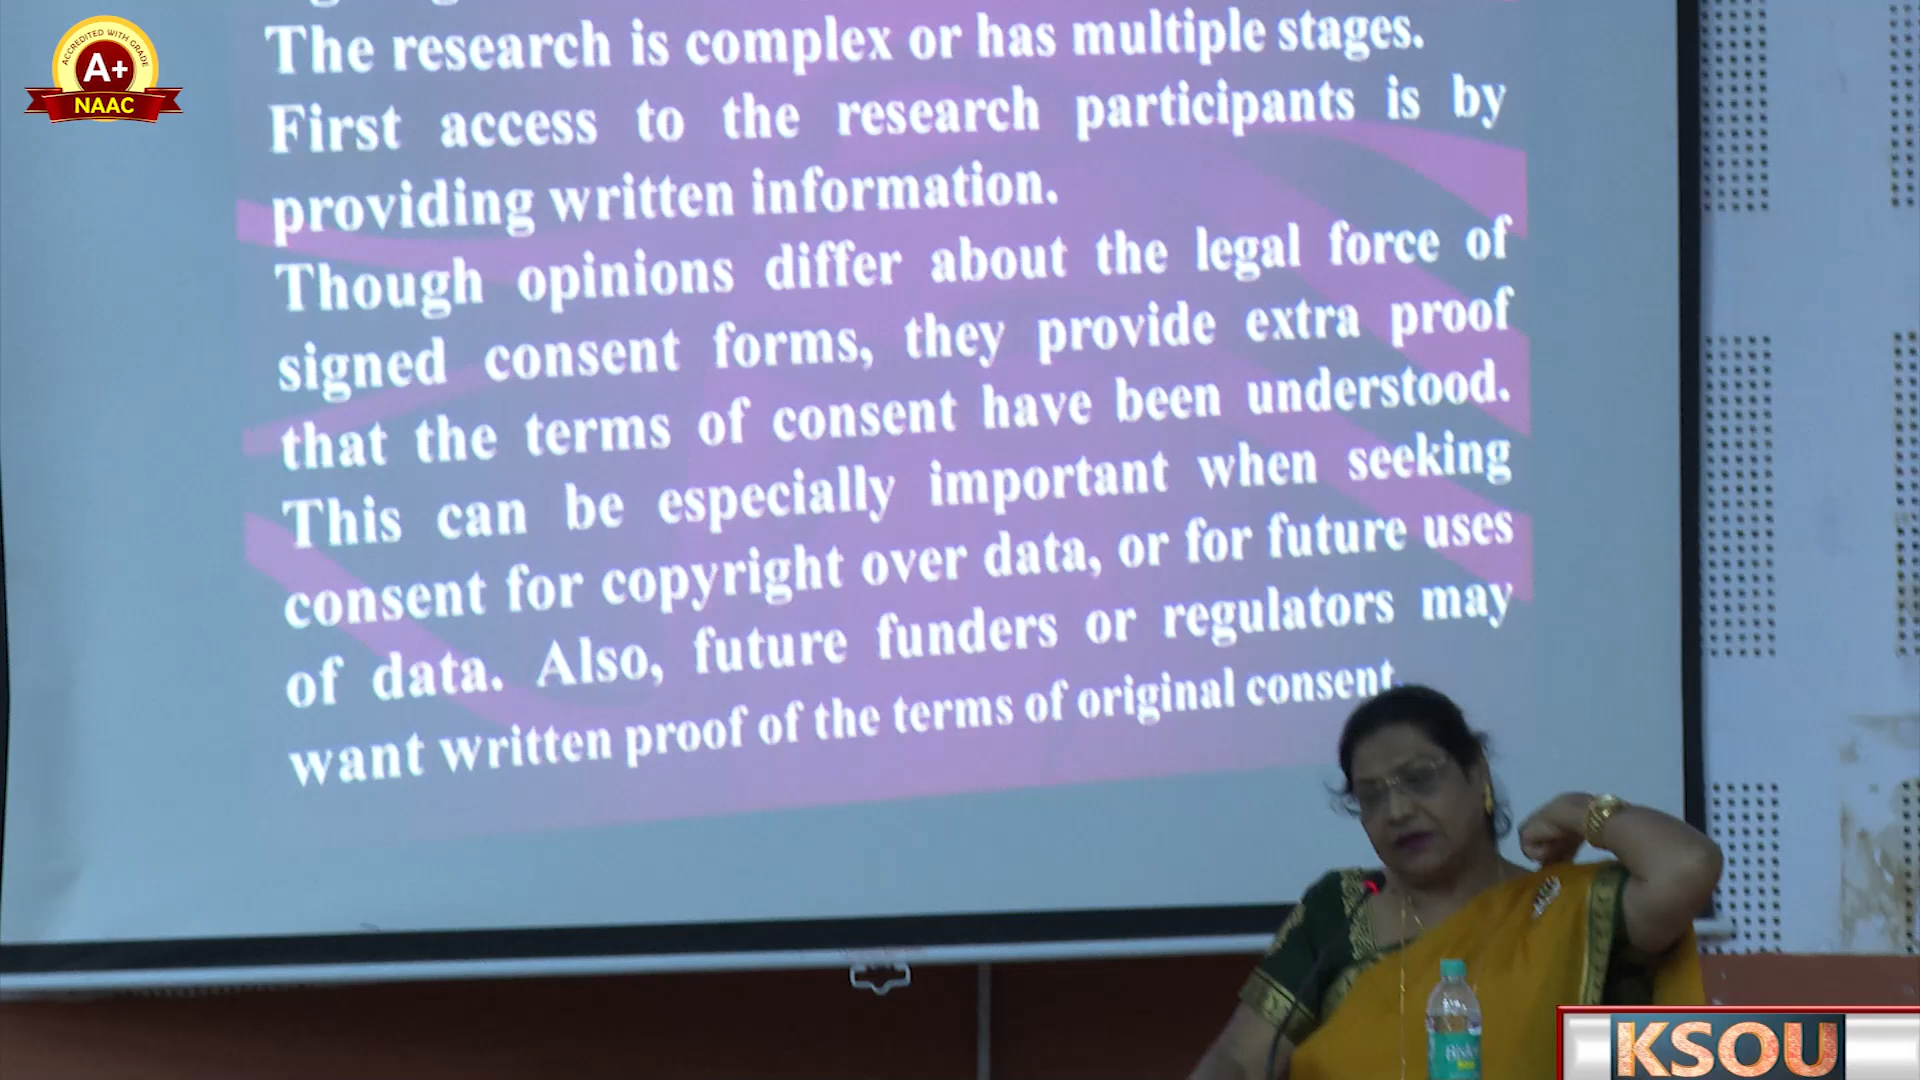 ACCREDITED WITH GRADE
A+
NAAC
The research is complex or has multiple stages.
First access to the research participants is by
providing written information.
Though opinions differ about the legal force of
signed consent forms, they provide extra proof
that the terms of consent have been understood.
This can be especially important when seeking
consent for copyright over data, or for future uses
of data. Also, future funders or regulators may
want written proof of the terms of original consent.
KSOU